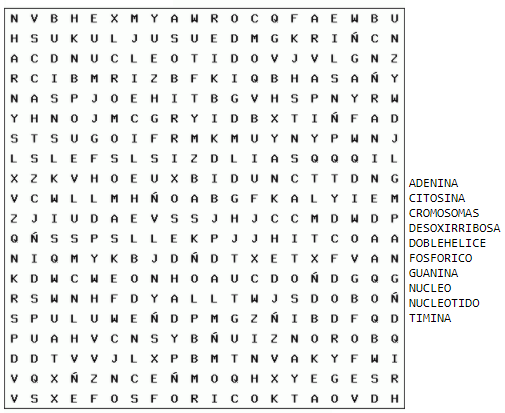 N V B H E X M Y A W R O C Q F A E W B U
H S U K U L J U S U E D M G K R I Ñ C N
A C D N U C L E O T I D O V J V L G N Z
R C I B M R I Z B F K I Q B H A S A Ñ Y
N A S P J O E H I T B G V H S P N Y R W
Y H N O J M C G R Y I D B X T I Ñ F A D
S T S U G O I F R M K M U Y N Y P W N J
L S L E F S L S I Z D L I A S Q Q Q I L
X Z K V H O E U X B I D U N C T T D N G
V C W L L M H Ñ O A B G F K A L Y I E M
Z J I U D A E V S S J H J C C M D W D P
Q Ñ S S P S L L E K P J J H I T C O A A
N I Q M Y K B J D Ñ D T X E T X F V A N
K D W C W E O N H O A U C D O Ñ D G Q G
R S W N H F D Y A L L T W J S D O B O Ñ
S P U L U W E Ñ D P M G Z Ñ I B D F Q D
P U A H V C N S Y B Ñ U I Z N O R O B Q
D D T V V J L X P B M T N V A K Y F W I
V Q X Ñ Z N C E Ñ M O Q H X Y E G E S R
V S X E F O S F O R I C O K T A O V D H
ADENINA
CITOSINA
CROMOSOMAS
DESOXIRRIBOSA
DOBLEHELICE
FOSFORICO
GUANINA
NUCLEO
NUCLEOTIDO
TIMINA